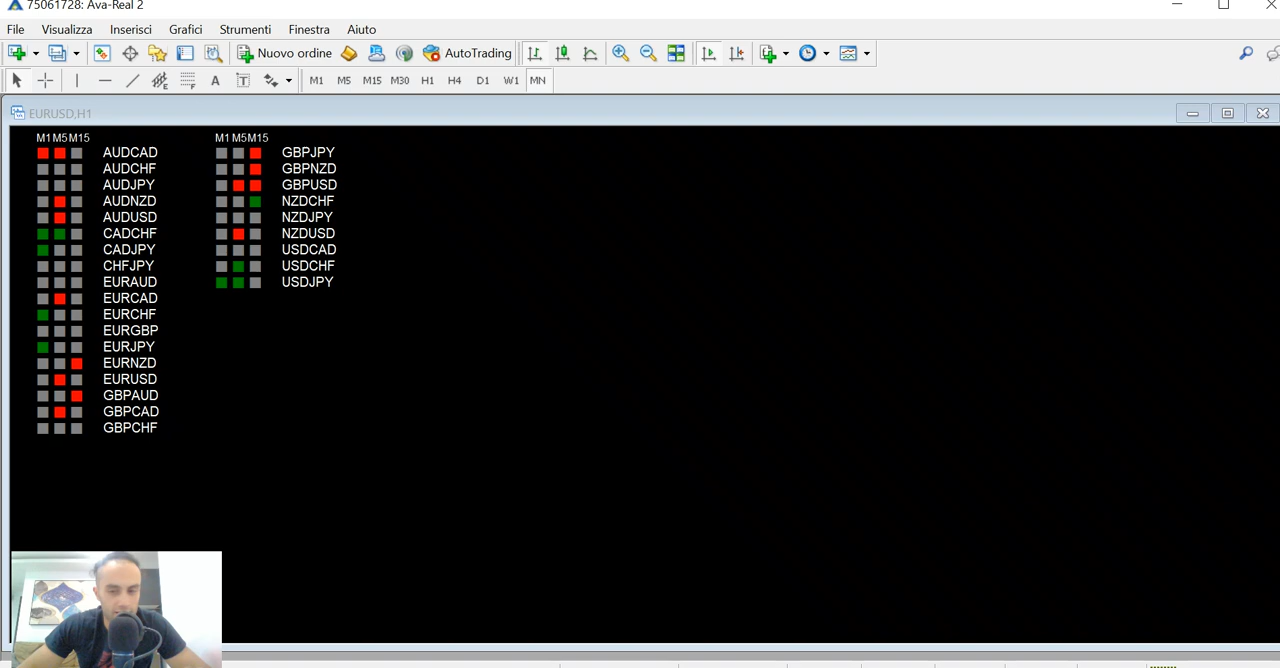 75061728: Ava-Real 2
File Visualizza Inserisci Grafici Strumenti Finestra Aiuto
Nuovo ordine AutoTrading
A T M1 M5 M15 M30 H1 H4 D1 W1 MN
EURUSD,H1
M1 M5 M15
AUDCAD
AUDCHF
AUDJPY
AUDNZD
AUDUSD
CADCHF
CADJPY
CHFJPY
EURAUD
EURCAD
EURCHF
EURGBP
EURJPY
EURNZD
EURUSD
GBPAUD
GBPCAD
GBPCHF
M1 M5 M15
GBPJPY
GBPNZD
GBPUSD
NZDCHF
NZDJPY
NZDUSD
USDCAD
USDCHF
USDJPY